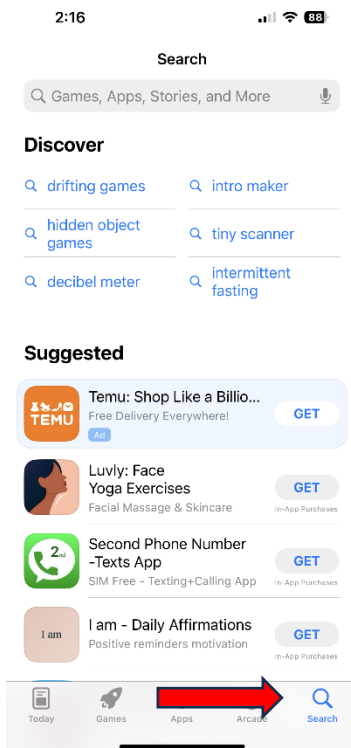 2:16
88
Search
Games, Apps, Stories, and More
Discover
drifting games
intro maker
hidden object
games
tiny scanner
decibel meter
intermittent
fasting
Suggested
TEMU
Temu: Shop Like a Billio...
Free Delivery Everywhere!
Ad
GET
Luvly: Face
Yoga Exercises
Facial Massage & Skincare
GET
In-App Purchases
2nd
Second Phone Number
-Texts App
SIM Free - Texting+Calling App
GET
In-App Purchases
I am
I am - Daily Affirmations
Positive reminders motivation
GET
In-App Purchases
Today
Games
Apps
Arcade
Search